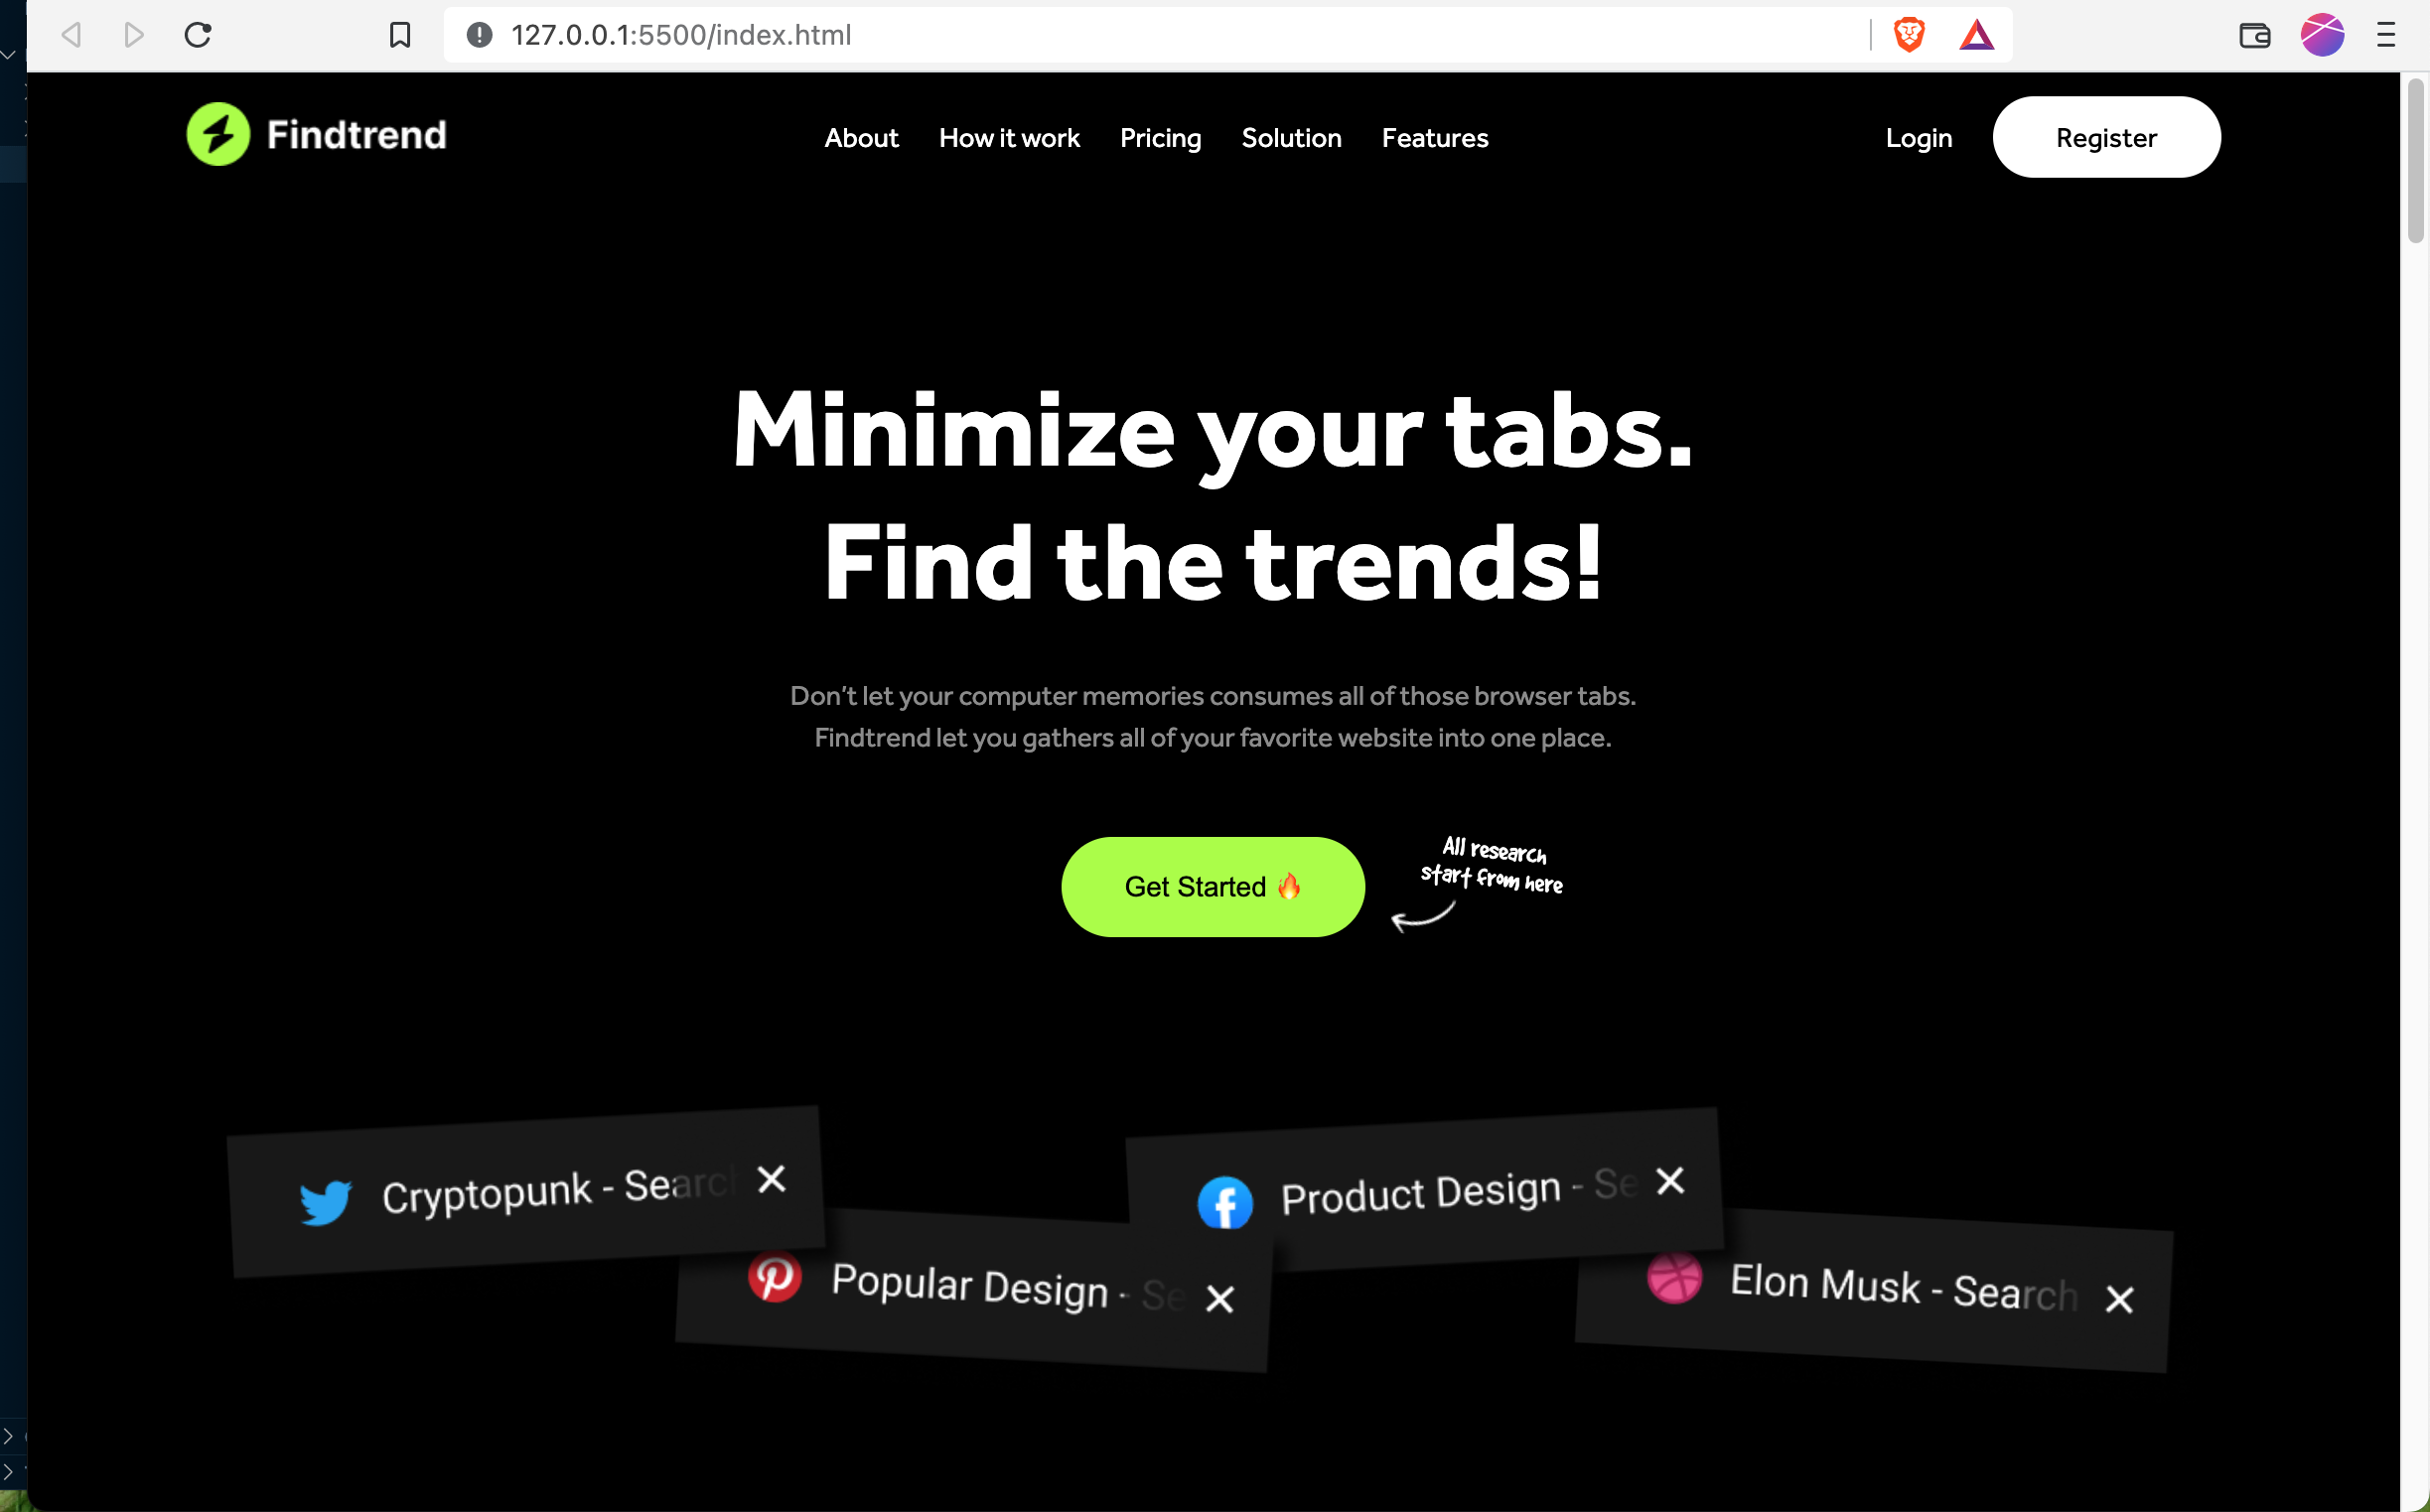 127.0.0.1:5500/index.html
Findtrend
About How it work Pricing Solution Features
Login Register
Minimize your tabs.
Find the trends!
Don’t let your computer memories consumes all of those browser tabs.
Findtrend let you gathers all of your favorite website into one place.
Get Started 🔥
All research
start from here
Cryptopunk - Searc
Product Design - Se
Popular Design - Se
Elon Musk - Search